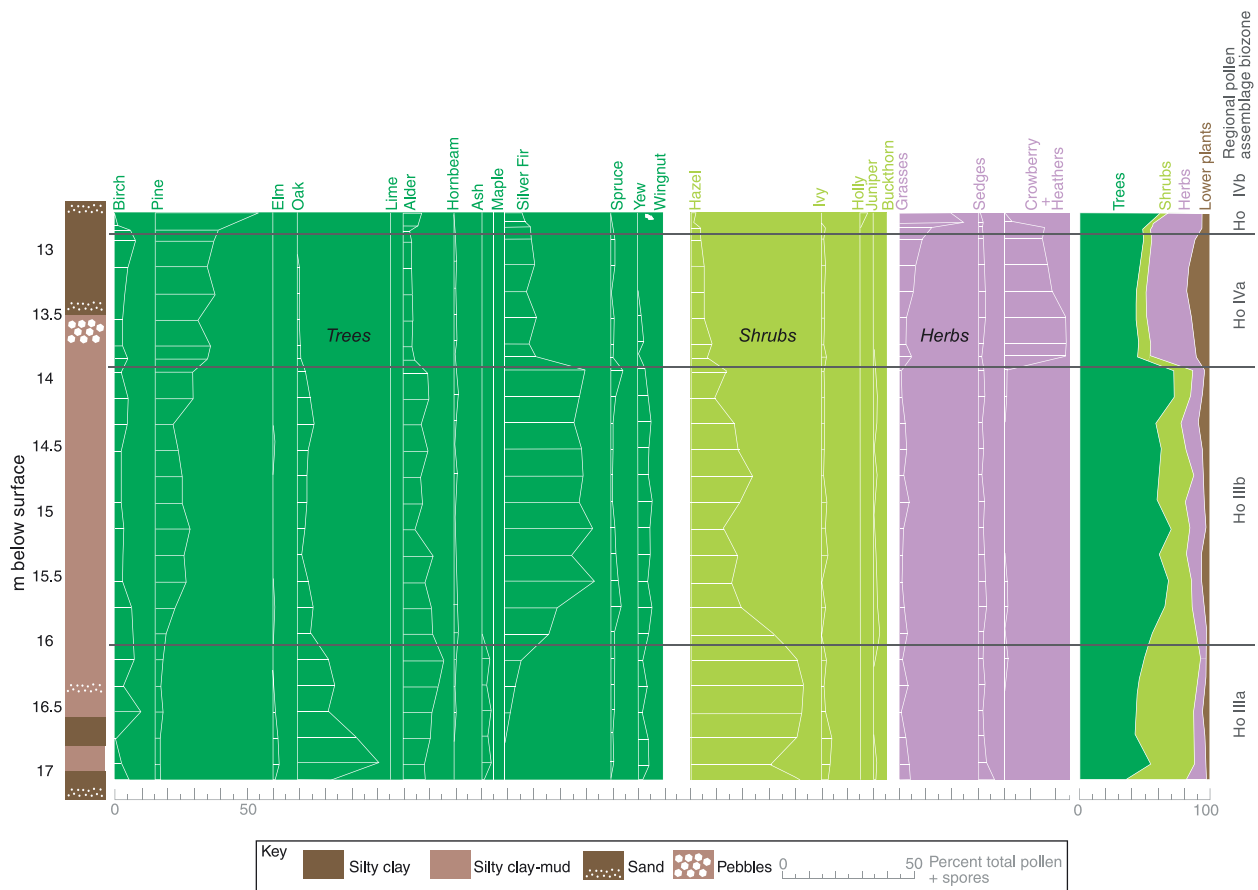 Birch
Pine
Elm
Oak
Lime
Alder
Hornbeam
Ash
Maple
Silver Fir
Spruce
Yew
Wingnut
Hazel
Ivy
Holly
Juniper
Buckthorn
Grasses
Sedges
Crowberry
+
Heathers
Trees
Shrubs
Herbs
Lower plants
Regional pollen
assemblage biozone
Ho IVb
Ho IVa
Ho IIIb
Ho IIIa
m below surface
13
13.5
14
14.5
15
15.5
16
16.5
17
Trees
Shrubs
Herbs
0
50
0
100
Key
Silty clay
Silty clay-mud
Sand
Pebbles
0
50
Percent total pollen
+ spores